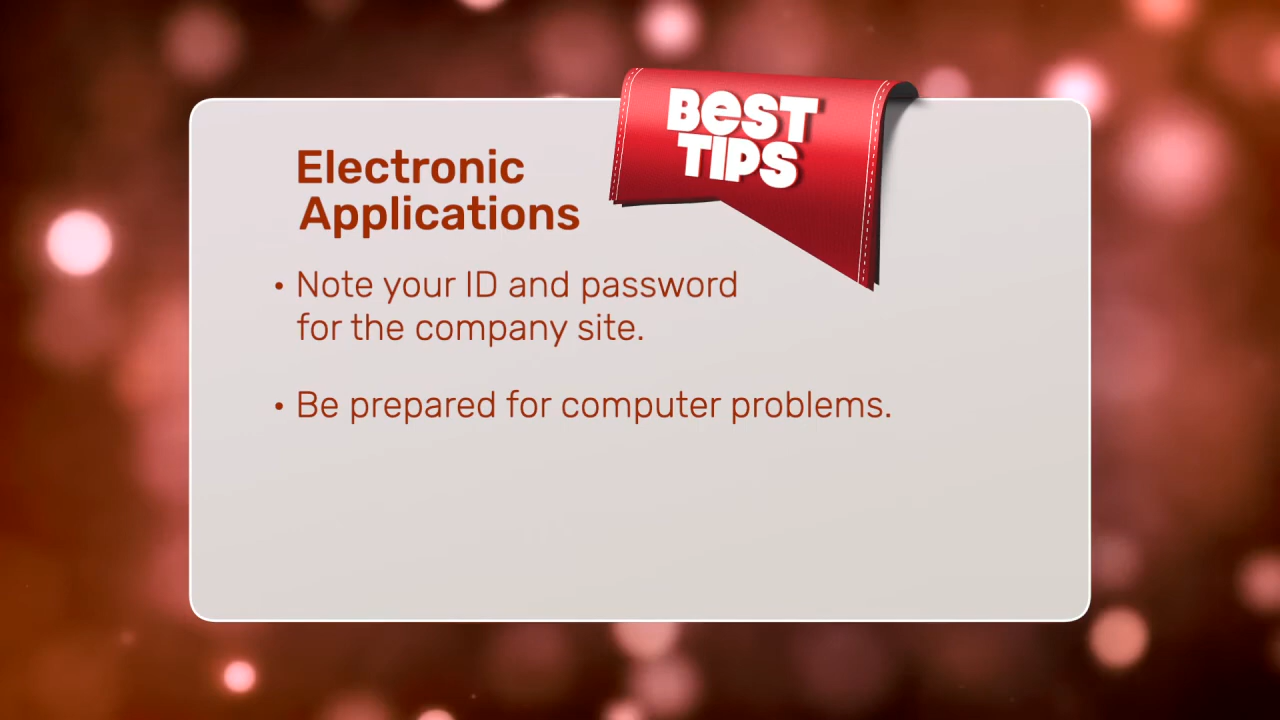 BEST
TIPS
Electronic
Applications
• Note your ID and password
for the company site.
• Be prepared for computer problems.